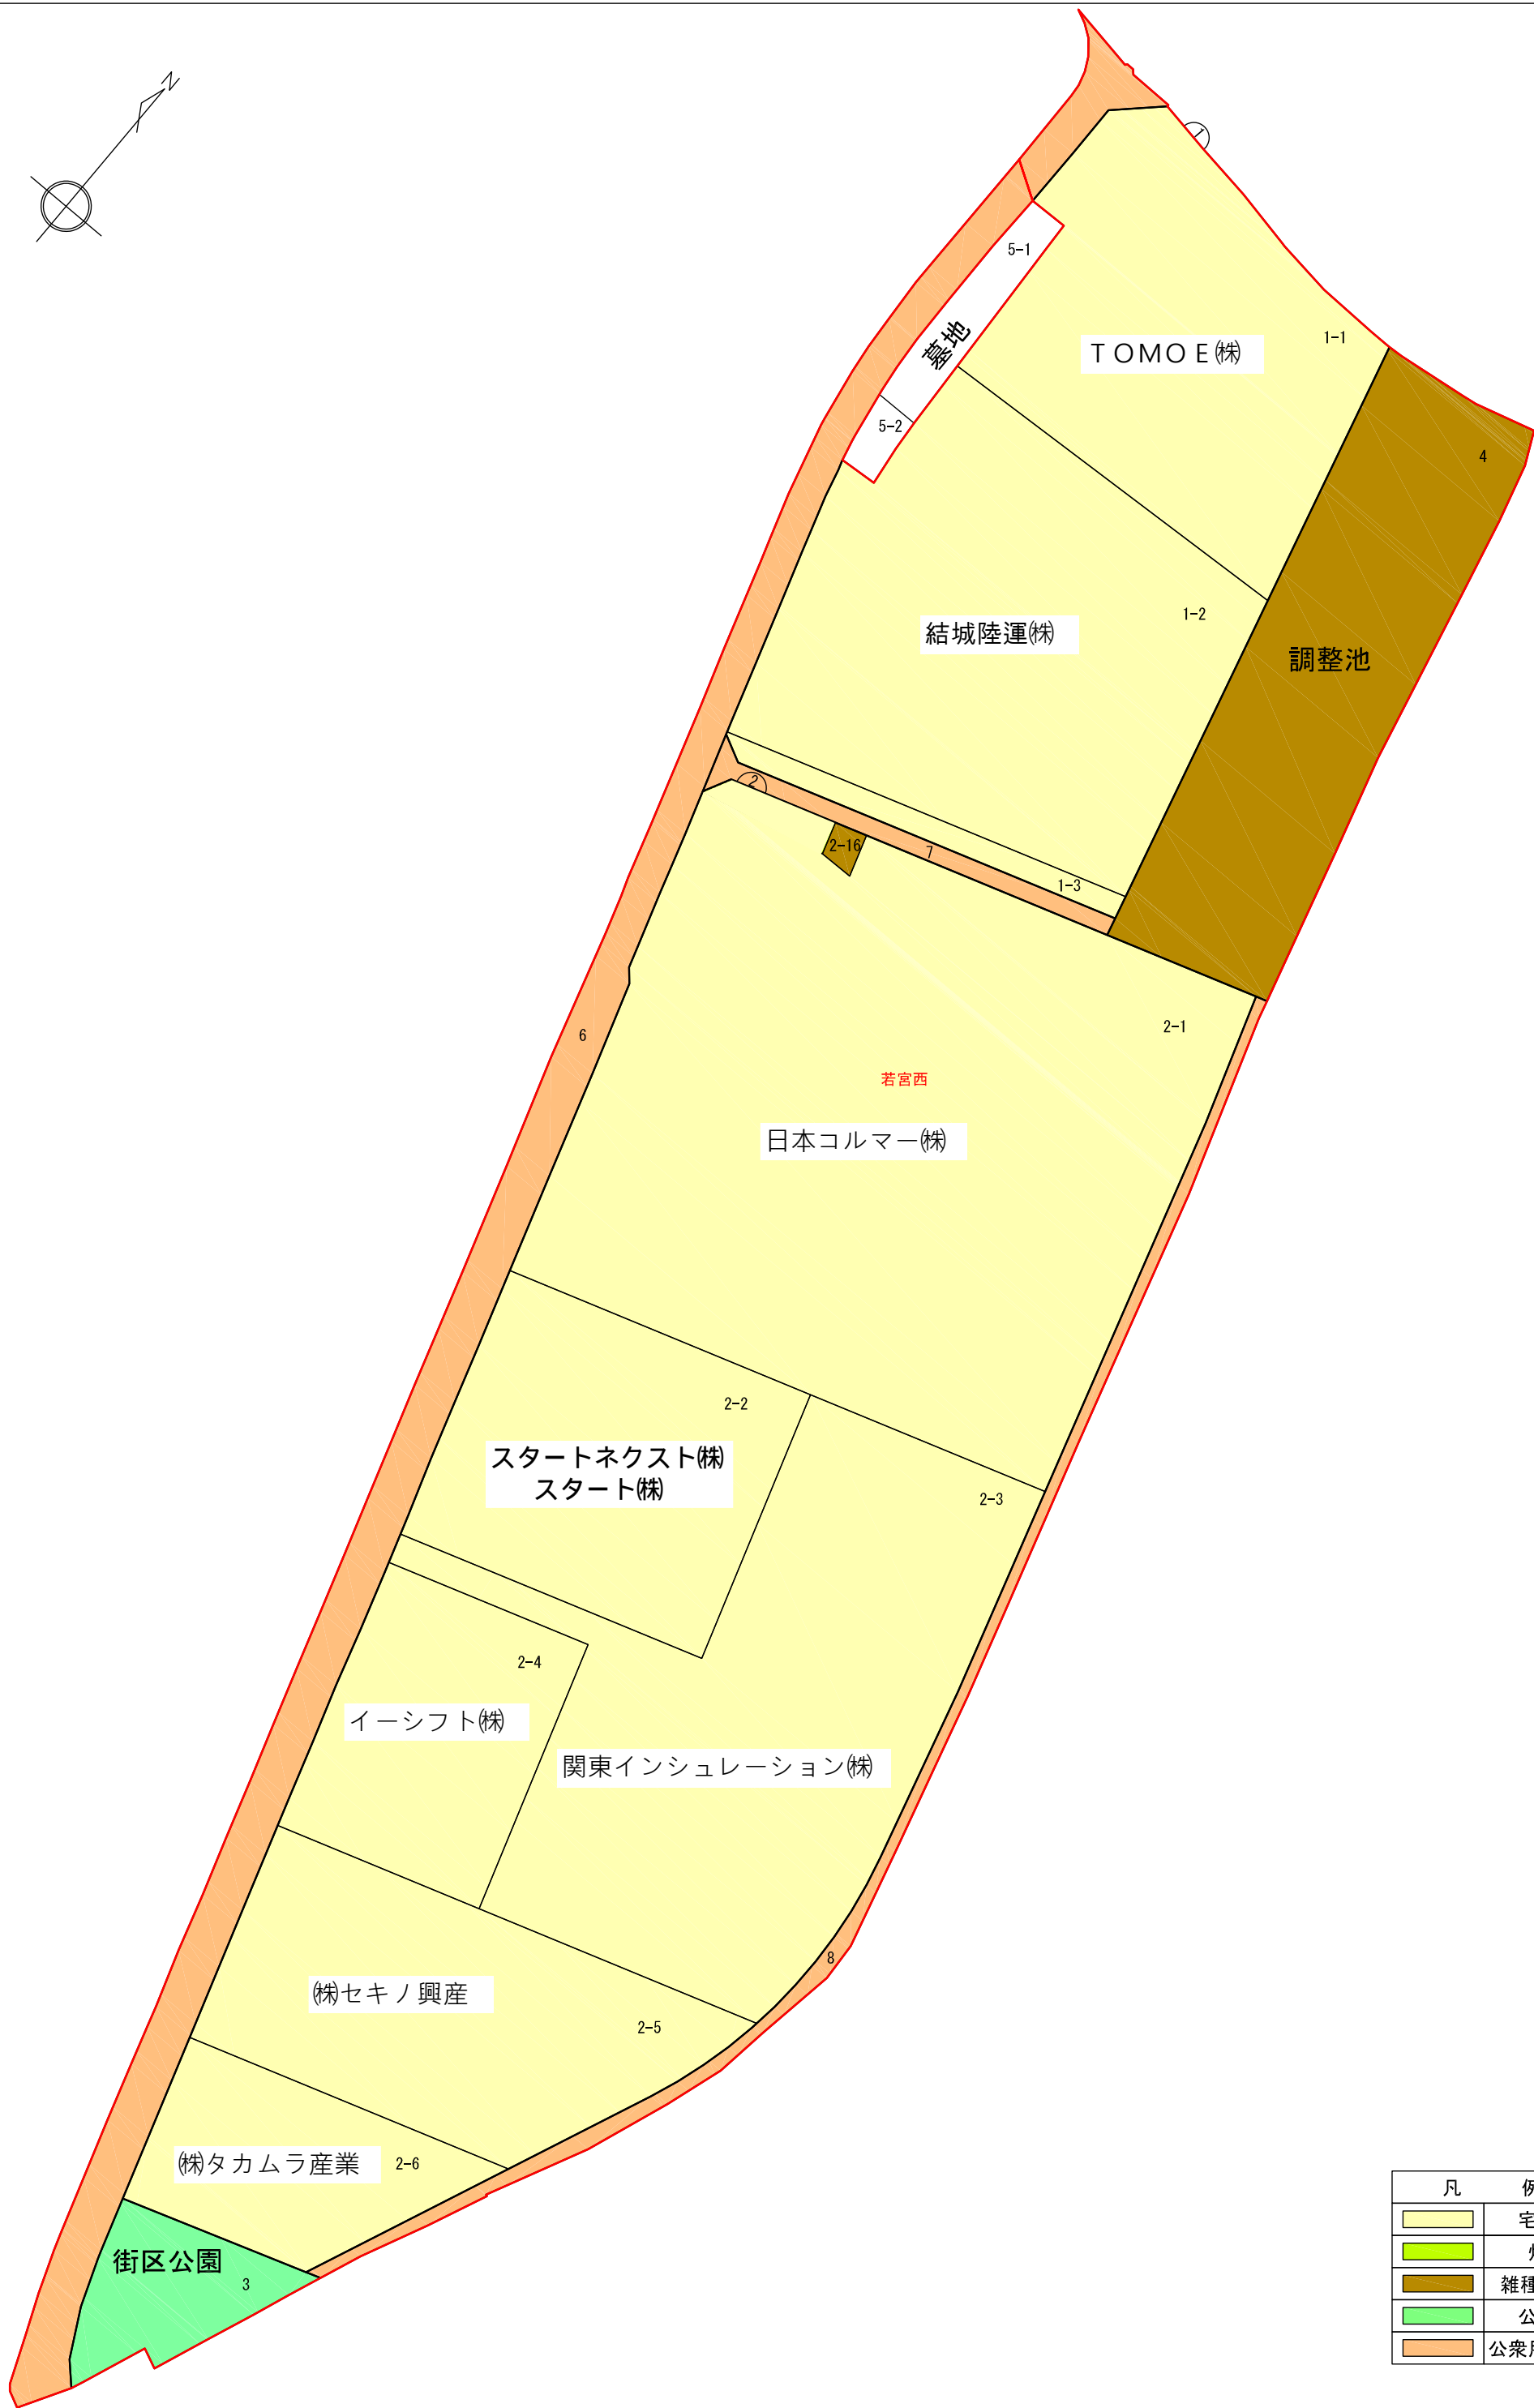 N
1
5-1
1-1
TOMOE㈱
墓地
5-2
4
1-2
結城陸運㈱
調整池
2
2-16
7
1-3
2-1
6
若宮西
日本コルマー㈱
2-2
スタートネクスト㈱
スタート㈱
2-3
2-4
イーシフト㈱
関東インシュレーション㈱
8
㈱セキノ興産
2-5
㈱タカムラ産業
2-6
街区公園
3
凡 例
宅
雑種
公
公衆